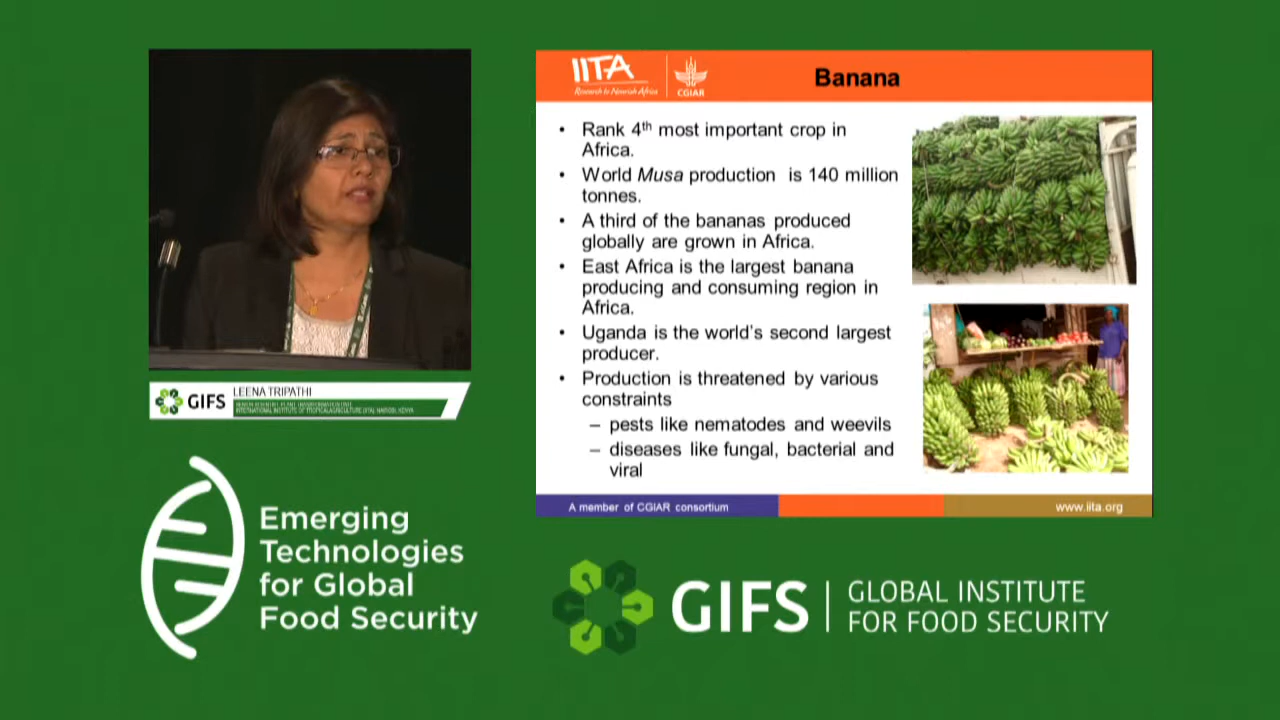 IITA
Research to Nourish Africa
CGIAR
Banana
• Rank 4th most important crop in
Africa.
• World Musa production is 140 million
tonnes.
• A third of the bananas produced
globally are grown in Africa.
• East Africa is the largest banana
producing and consuming region in
Africa.
• Uganda is the world's second largest
producer.
• Production is threatened by various
constraints
– pests like nematodes and weevils
– diseases like fungal, bacterial and
viral
A member of CGIAR consortium
www.iita.org
GIFS
LEENA TRIPATHI
INTERNATIONAL INSTITUTE OF TROPICAL AGRICULTURE (IITA), NAIROBI, KENYA
Emerging
Technologies
for Global
Food Security
GIFS
GLOBAL INSTITUTE
FOR FOOD SECURITY